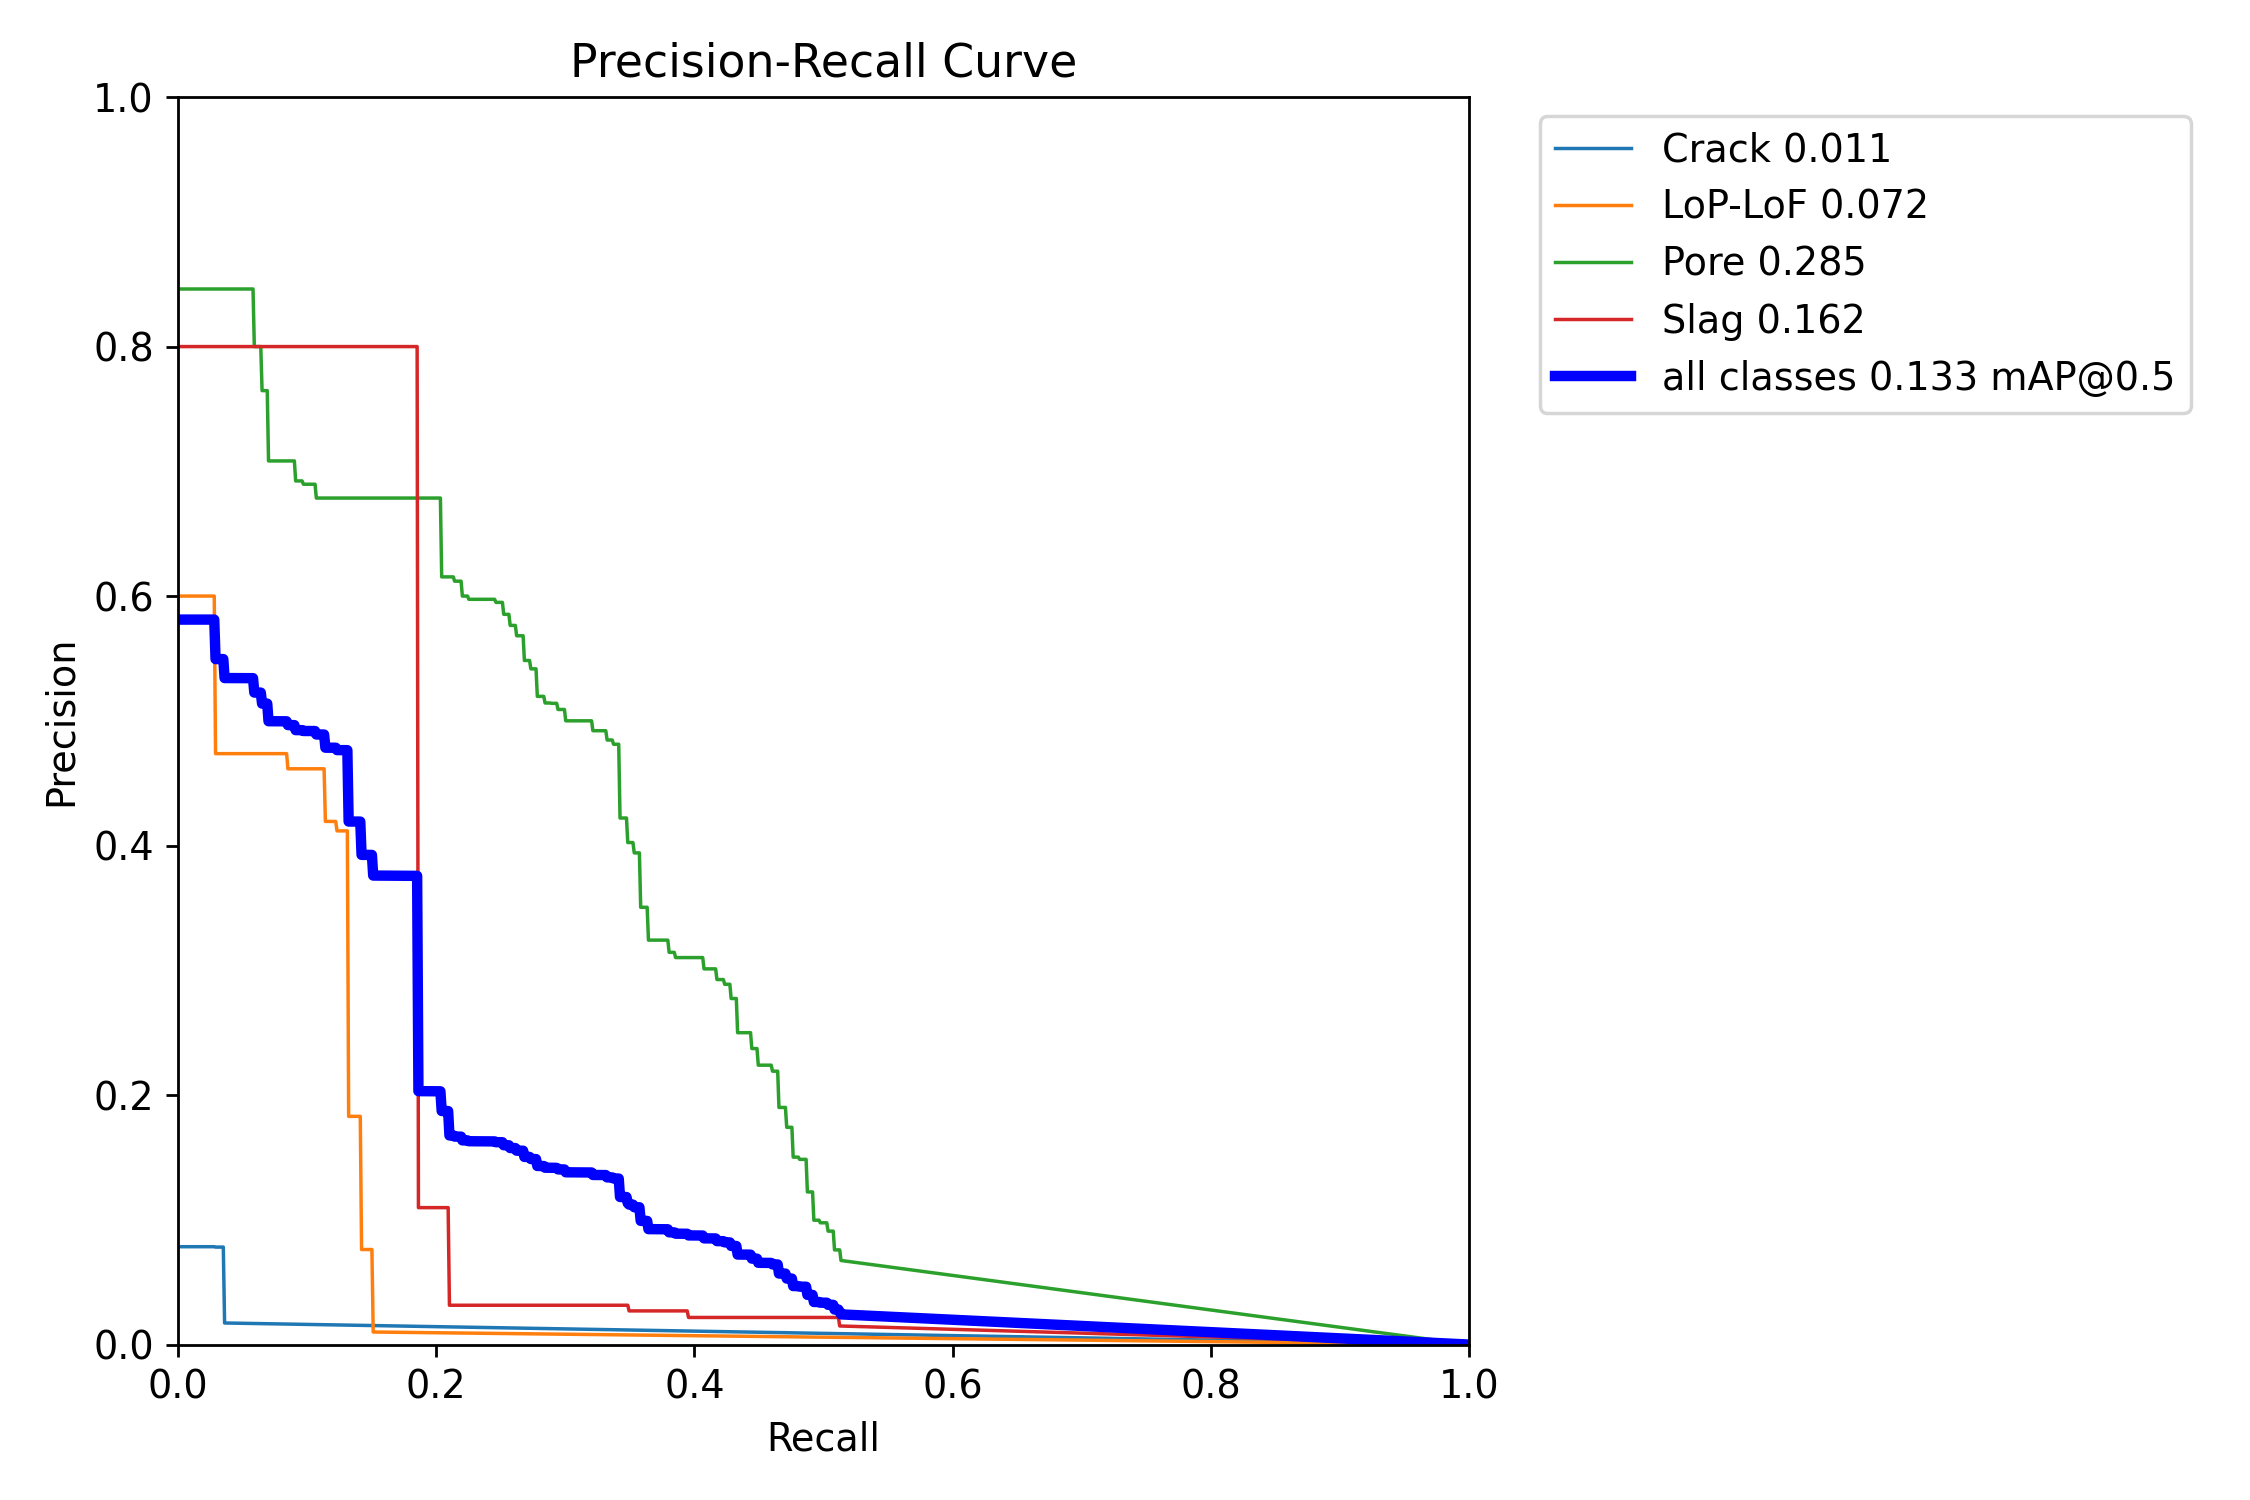 Precision-Recall Curve
1.0
0.8
0.6
0.4
0.2
0.0
Precision
0.0 0.2 0.4 0.6 0.8 1.0
Recall
Crack 0.011
LoP-LoF 0.072
Pore 0.285
Slag 0.162
all classes 0.133 mAP@0.5